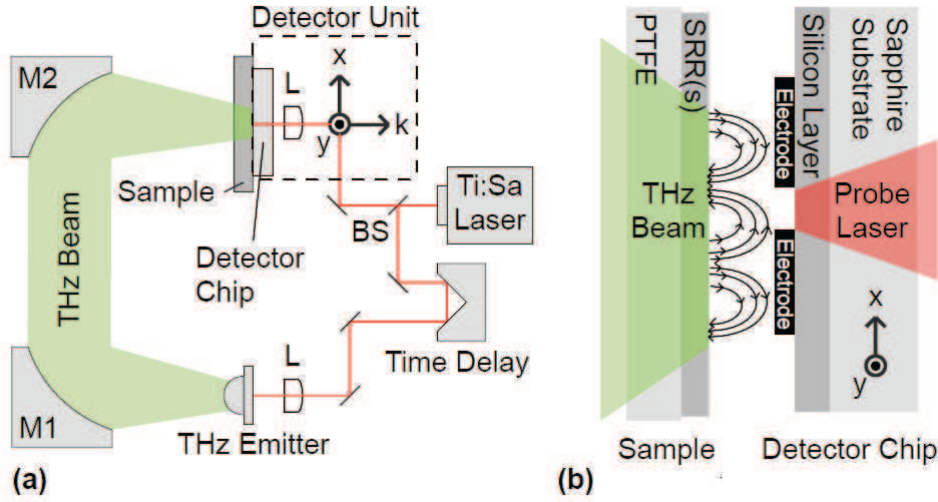 Detector Unit
M2
L
x
y
k
Sample
Detector
Chip
BS
Ti:Sa
Laser
THz Beam
Time Delay
L
M1
THz Emitter
(a)
PTFE
SRR(s)
Electrode
Silicon Layer
Sapphire
Substrate
THz
Beam
Probe
Laser
Electrode
x
y
Sample
Detector Chip
(b)